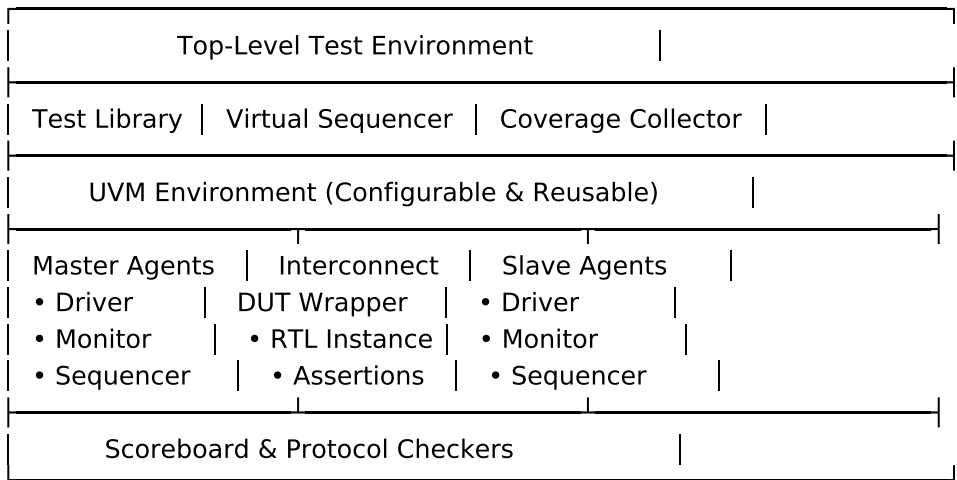 Top-Level Test Environment
Test Library │ Virtual Sequencer │ Coverage Collector
UVM Environment (Configurable & Reusable)
Master Agents │ Interconnect │ Slave Agents
• Driver │ DUT Wrapper │ • Driver
• Monitor │ • RTL Instance │ • Monitor
• Sequencer │ • Assertions │ • Sequencer
Scoreboard & Protocol Checkers